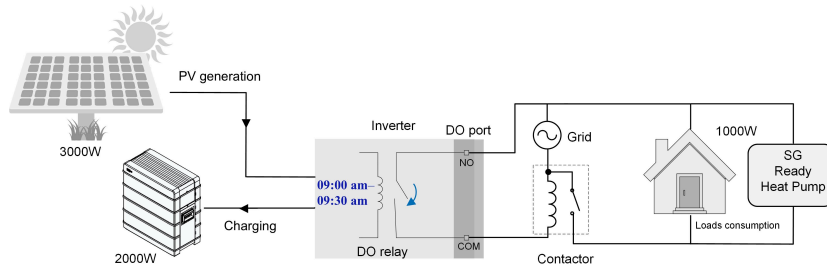 PV generation
3000W
Inverter
DO port
Grid
1000W
NO
SG
Ready
Heat Pump
09:00 am–
09:30 am
Charging
Loads consumption
COM
DO relay
Contactor
2000W